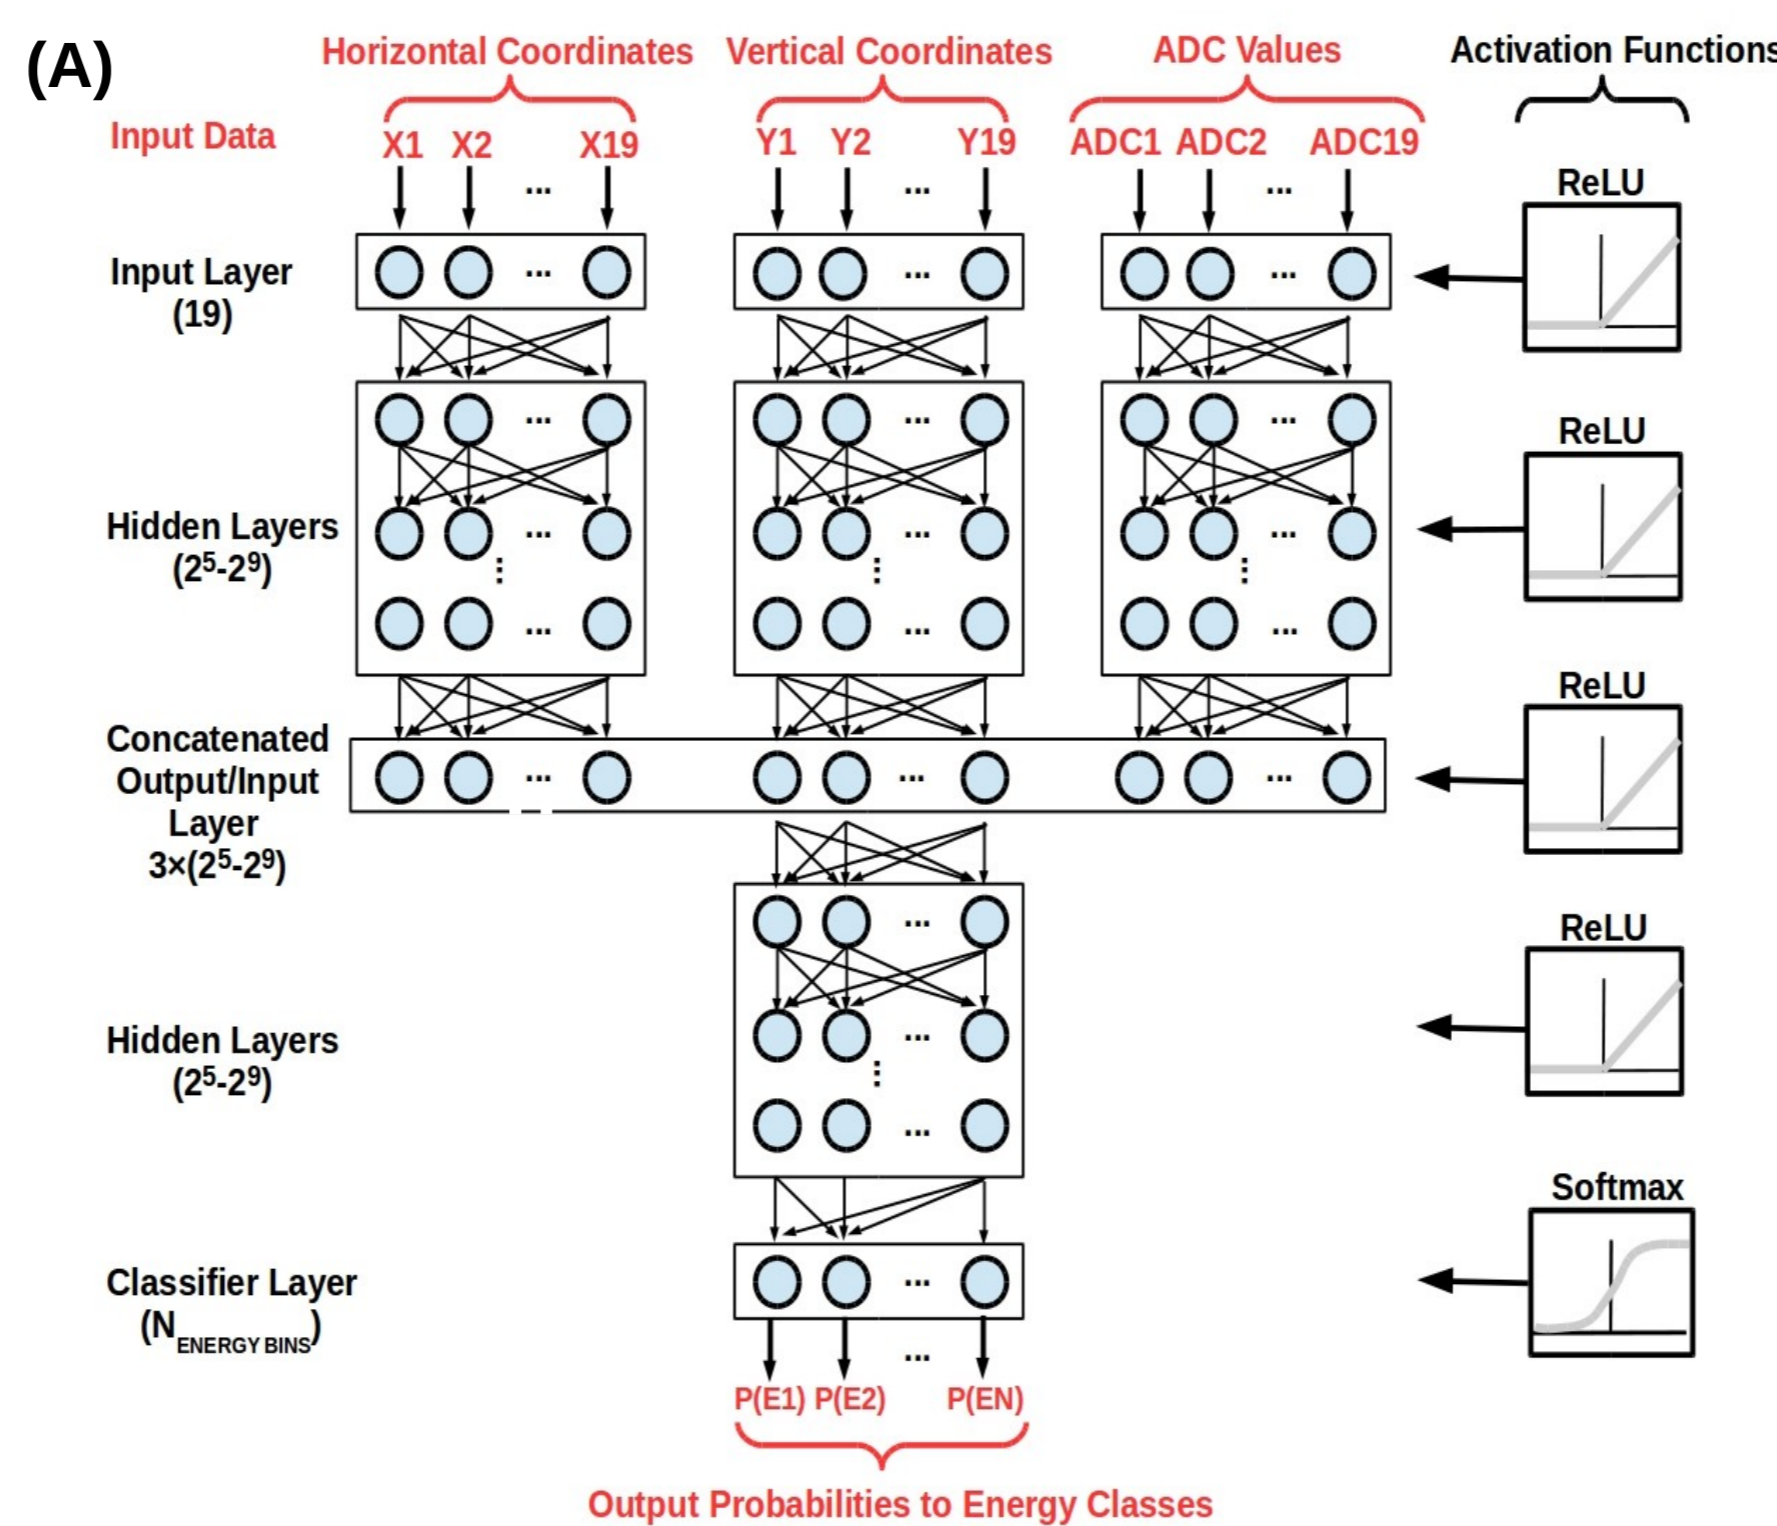 (A)
Horizontal Coordinates
Vertical Coordinates
ADC Values
Activation Functions
Input Data
X1 X2 ... X19
Y1 Y2 ... Y19
ADC1 ADC2 ... ADC19
ReLU
Input Layer
(19)
... ... ...
ReLU
... ... ...
Hidden Layers
(2⁵-2⁹)
... ... ...
... ... ...
... ... ...
ReLU
Concatenated
Output/Input
Layer
3×(2⁵-2⁹)
... ... ...
ReLU
...
Hidden Layers
(2⁵-2⁹)
...
...
...
Softmax
Classifier Layer
(N ENERGY BINS)
...
...
P(E1) P(E2) P(EN)
Output Probabilities to Energy Classes